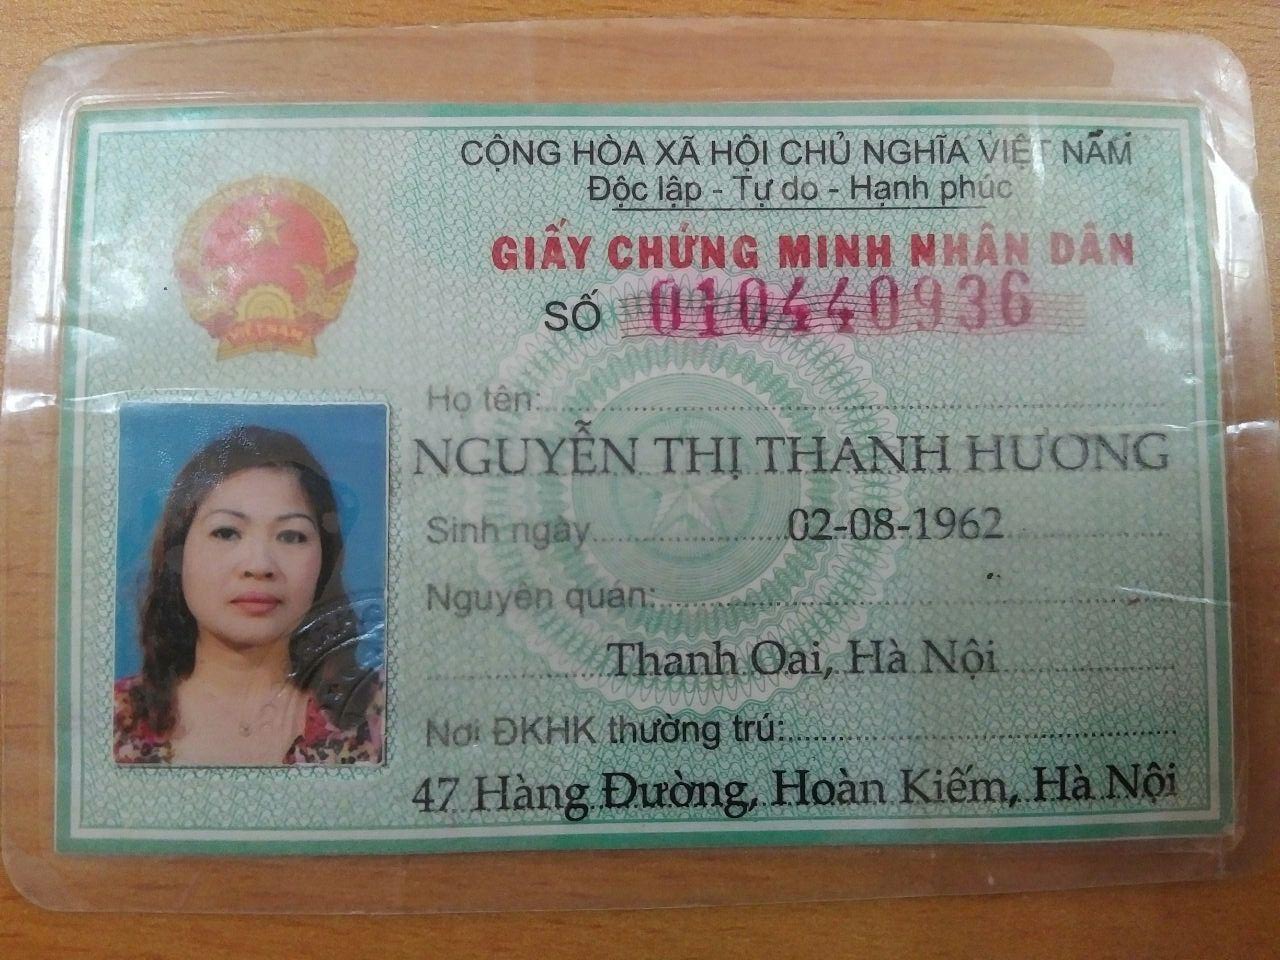 CỘNG HÒA XÃ HỘI CHỦ NGHĨA VIỆT NAM
Độc lập - Tự do - Hạnh phúc
GIẤY CHỨNG MINH NHÂN DÂN
SỐ 010440936
VIỆT NAM
Họ tên:
NGUYỄN THỊ THANH HƯƠNG
Sinh ngày 02-08-1962
Nguyên quán:
Thanh Oai, Hà Nội
Nơi ĐKHK thường trú:
47 Hàng Đường, Hoàn Kiếm, Hà Nội